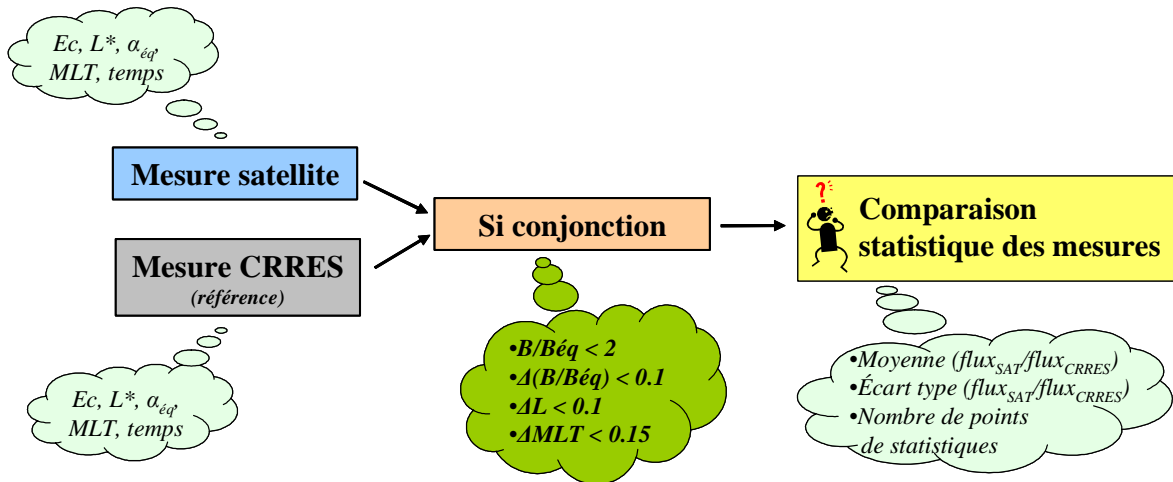 Ec, L*, αéq,
MLT, temps
Mesure satellite
Mesure CRRES
(référence)
Ec, L*, αéq,
MLT, temps
Si conjonction
•B/Béq < 2
•Δ(B/Béq) < 0.1
•ΔL < 0.1
•ΔMLT < 0.15
?
Comparaison
statistique des mesures
•Moyenne (fluxSAT/fluxCRRES)
•Écart type (fluxSAT/fluxCRRES)
•Nombre de points
de statistiques